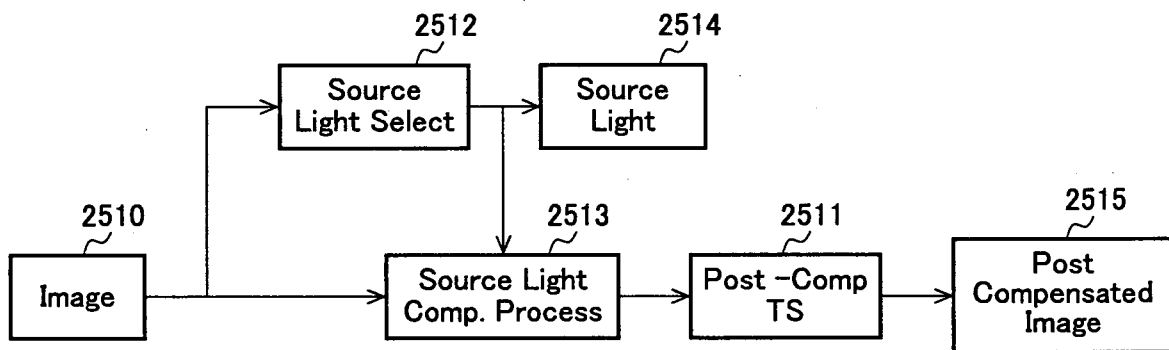 2512
Source
Light Select
2514
Source
Light
2510
Image
2513
Source Light
Comp. Process
2511
Post -Comp
TS
2515
Post
Compensated
Image